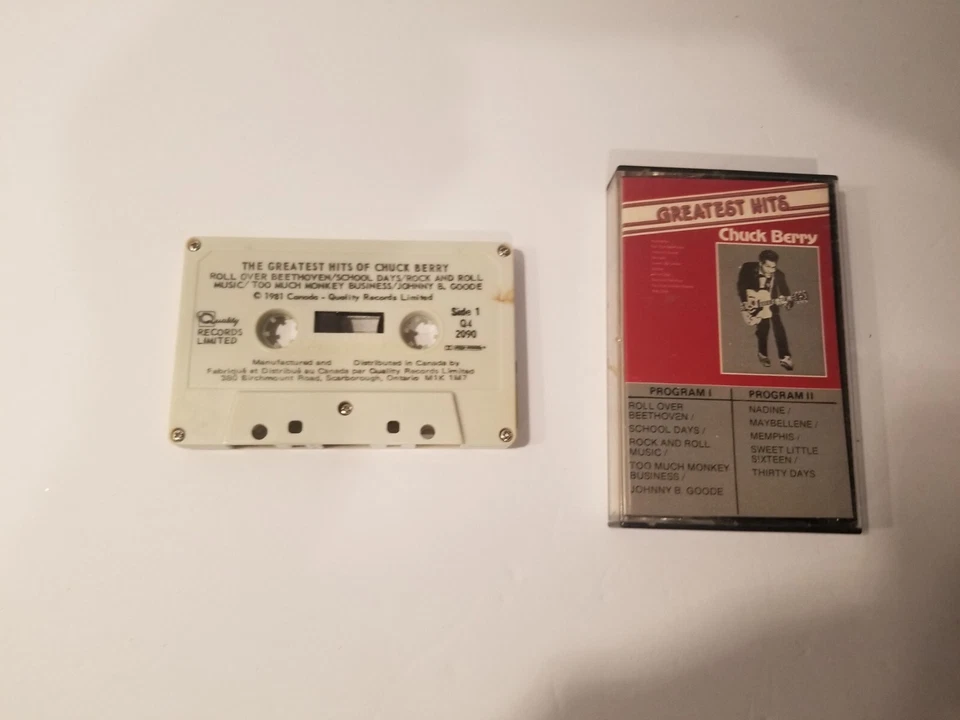 THE GREATEST HITS OF CHUCK BERRY
ROLL OVER BEETHOVEN/SCHOOL DAYS/ROCK AND ROLL
MUSIC/ TOO MUCH MONKEY BUSINESS/JOHNNY B. GOODE
© 1981 Canada - Quality Records Limited
Quality
RECORDS
LIMITED
Side 1
Q4
2090
Manufactured and Distributed in Canada by
Fabriqué et Distribué au Canada par Quality Records Limited
380 Birchmount Road, Scarborough, Ontario M1K 1M7
GREATEST HITS
Chuck Berry
PROGRAM I
ROLL OVER
BEETHOVEN /
SCHOOL DAYS /
ROCK AND ROLL
MUSIC /
TOO MUCH MONKEY
BUSINESS /
JOHNNY B. GOODE
PROGRAM II
NADINE /
MAYBELLENE /
MEMPHIS /
SWEET LITTLE
SIXTEEN /
THIRTY DAYS